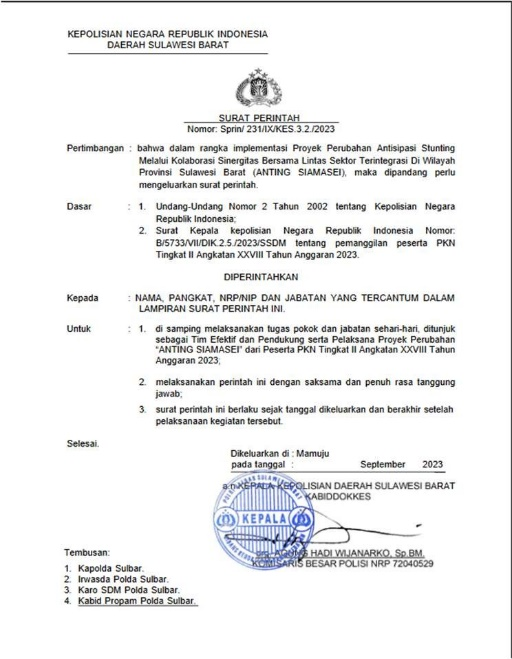 KEPOLISIAN NEGARA REPUBLIK INDONESIA
DAERAH SULAWESI BARAT
SURAT PERINTAH
Nomor: Sprin/ 231/IX/KES.3.2./2023
Pertimbangan : bahwa dalam rangka implementasi Proyek Perubahan Antisipasi Stunting
Melalui Kolaborasi Sinergitas Bersama Lintas Sektor Terintegrasi Di Wilayah
Provinsi Sulawesi Barat (ANTING SIAMASEI), maka dipandang perlu
mengeluarkan surat perintah.
Dasar : 1. Undang-Undang Nomor 2 Tahun 2002 tentang Kepolisian Negara
Republik Indonesia;
2. Surat Kepala kepolisian Negara Republik Indonesia Nomor:
B/5733/VII/DIK.2.5./2023/SSDM tentang pemanggilan peserta PKN
Tingkat II Angkatan XXVIII Tahun Anggaran 2023.
DIPERINTAHKAN
Kepada : NAMA, PANGKAT, NRP/NIP DAN JABATAN YANG TERCANTUM DALAM
LAMPIRAN SURAT PERINTAH INI.
Untuk : 1. di samping melaksanakan tugas pokok dan jabatan sehari-hari, ditunjuk
sebagai Tim Efektif dan Pendukung serta Pelaksana Proyek Perubahan
"ANTING SIAMASEI" dari Peserta PKN Tingkat II Angkatan XXVIII Tahun
Anggaran 2023;
2. melaksanakan perintah ini dengan saksama dan penuh rasa tanggung
jawab;
3. surat perintah ini berlaku sejak tanggal dikeluarkan dan berakhir setelah
pelaksanaan kegiatan tersebut.
Selesai.
Dikeluarkan di : Mamuju
pada tanggal : September 2023
a.n KEPALA KEPOLISIAN DAERAH SULAWESI BARAT
KABIDDOKKES
KEPALA
AGUNG HADI WIJANARKO, Sp.BM.
KOMISARIS BESAR POLISI NRP 72040529
Tembusan:
1. Kapolda Sulbar.
2. Irwasda Polda Sulbar.
3. Karo SDM Polda Sulbar.
4. Kabid Propam Polda Sulbar.